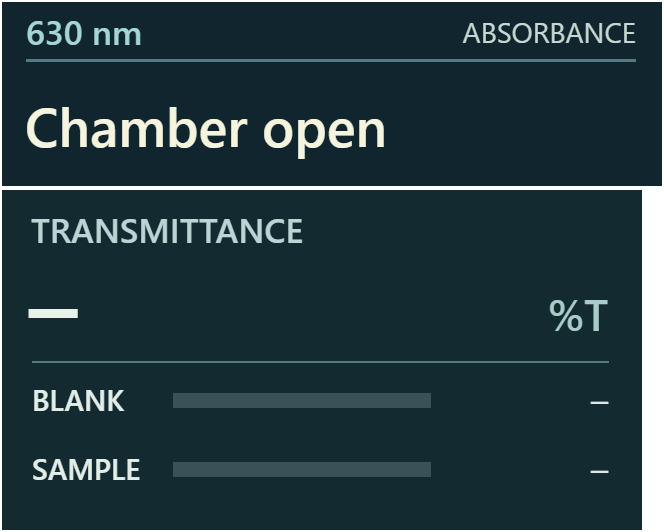 630 nm ABSORBANCE
Chamber open
TRANSMITTANCE
— %T
BLANK –
SAMPLE –